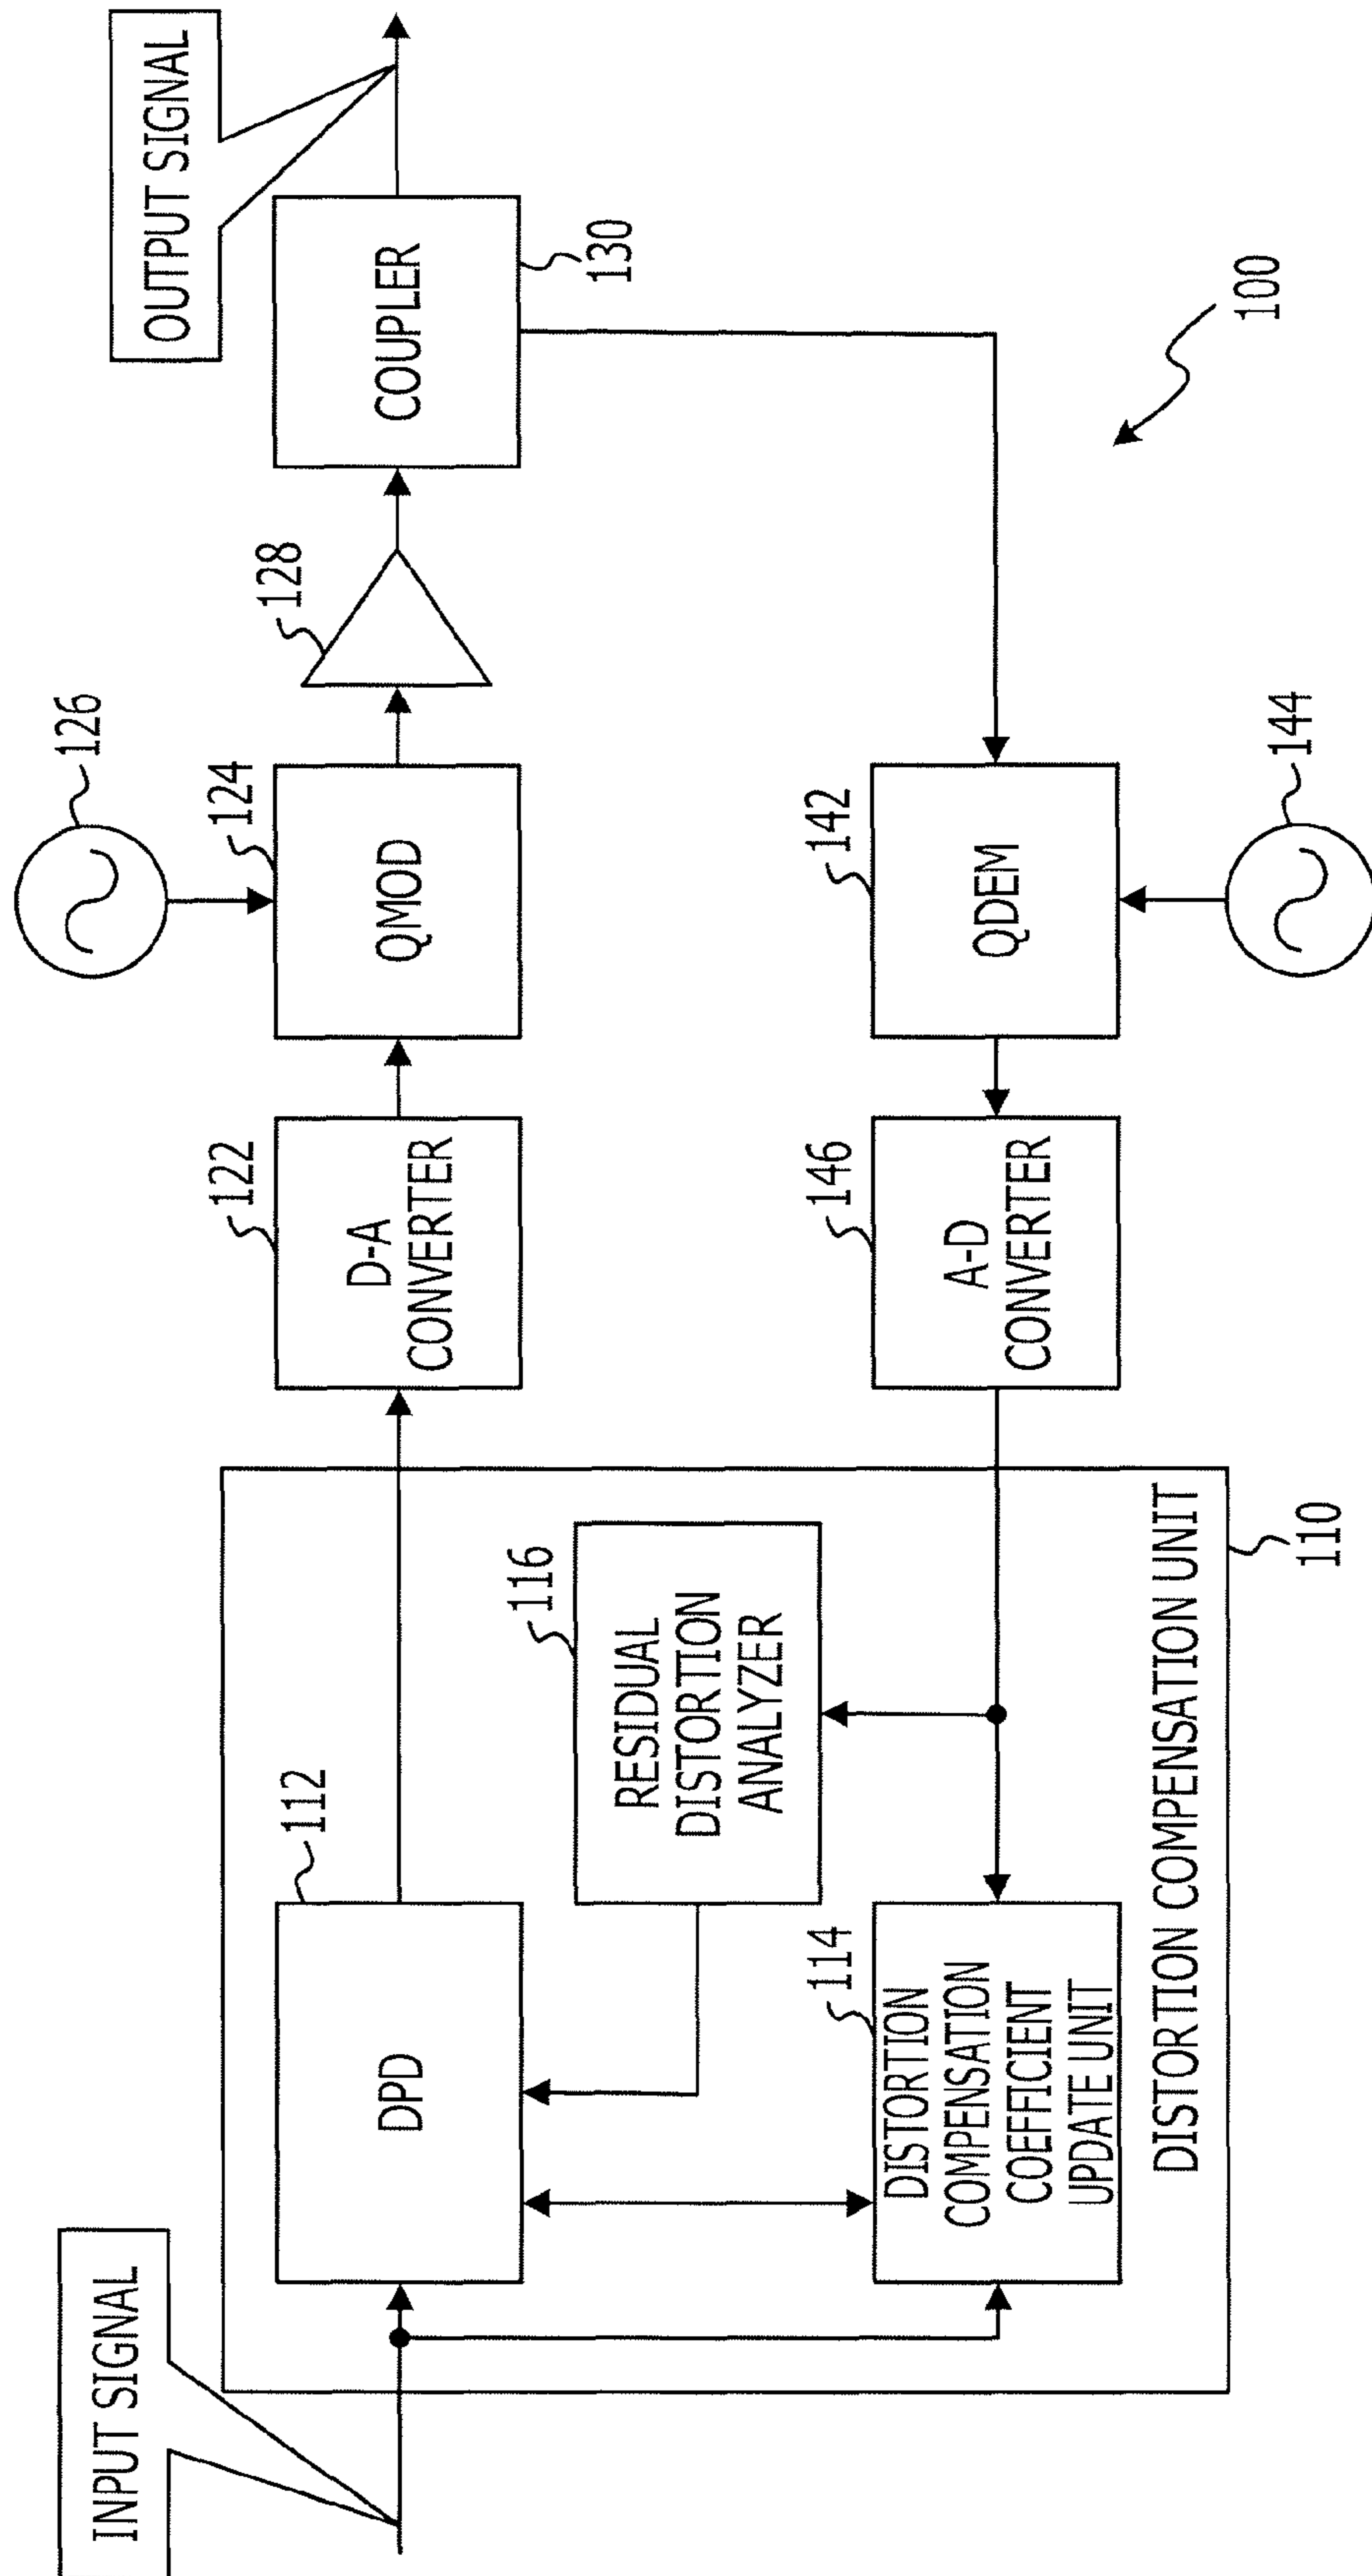 INPUT SIGNAL
OUTPUT SIGNAL
126
122
124
128
D-A
CONVERTER
QMOD
COUPLER
130
112
DPD
116
RESIDUAL
DISTORTION
ANALYZER
114
DISTORTION
COMPENSATION
COEFFICIENT
UPDATE UNIT
146
A-D
CONVERTER
142
QDEM
144
DISTORTION COMPENSATION UNIT
110
100